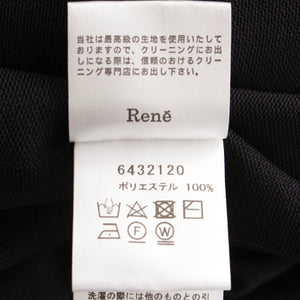 当社は最高級の生地を使用いたして
おりますので、クリーニングにお出
しになる際は、信頼のおけるクリー
ニング専門店にお出し下さい。
René
6432120
ポリエステル 100%
F W
洗濯の際には他のものとの引